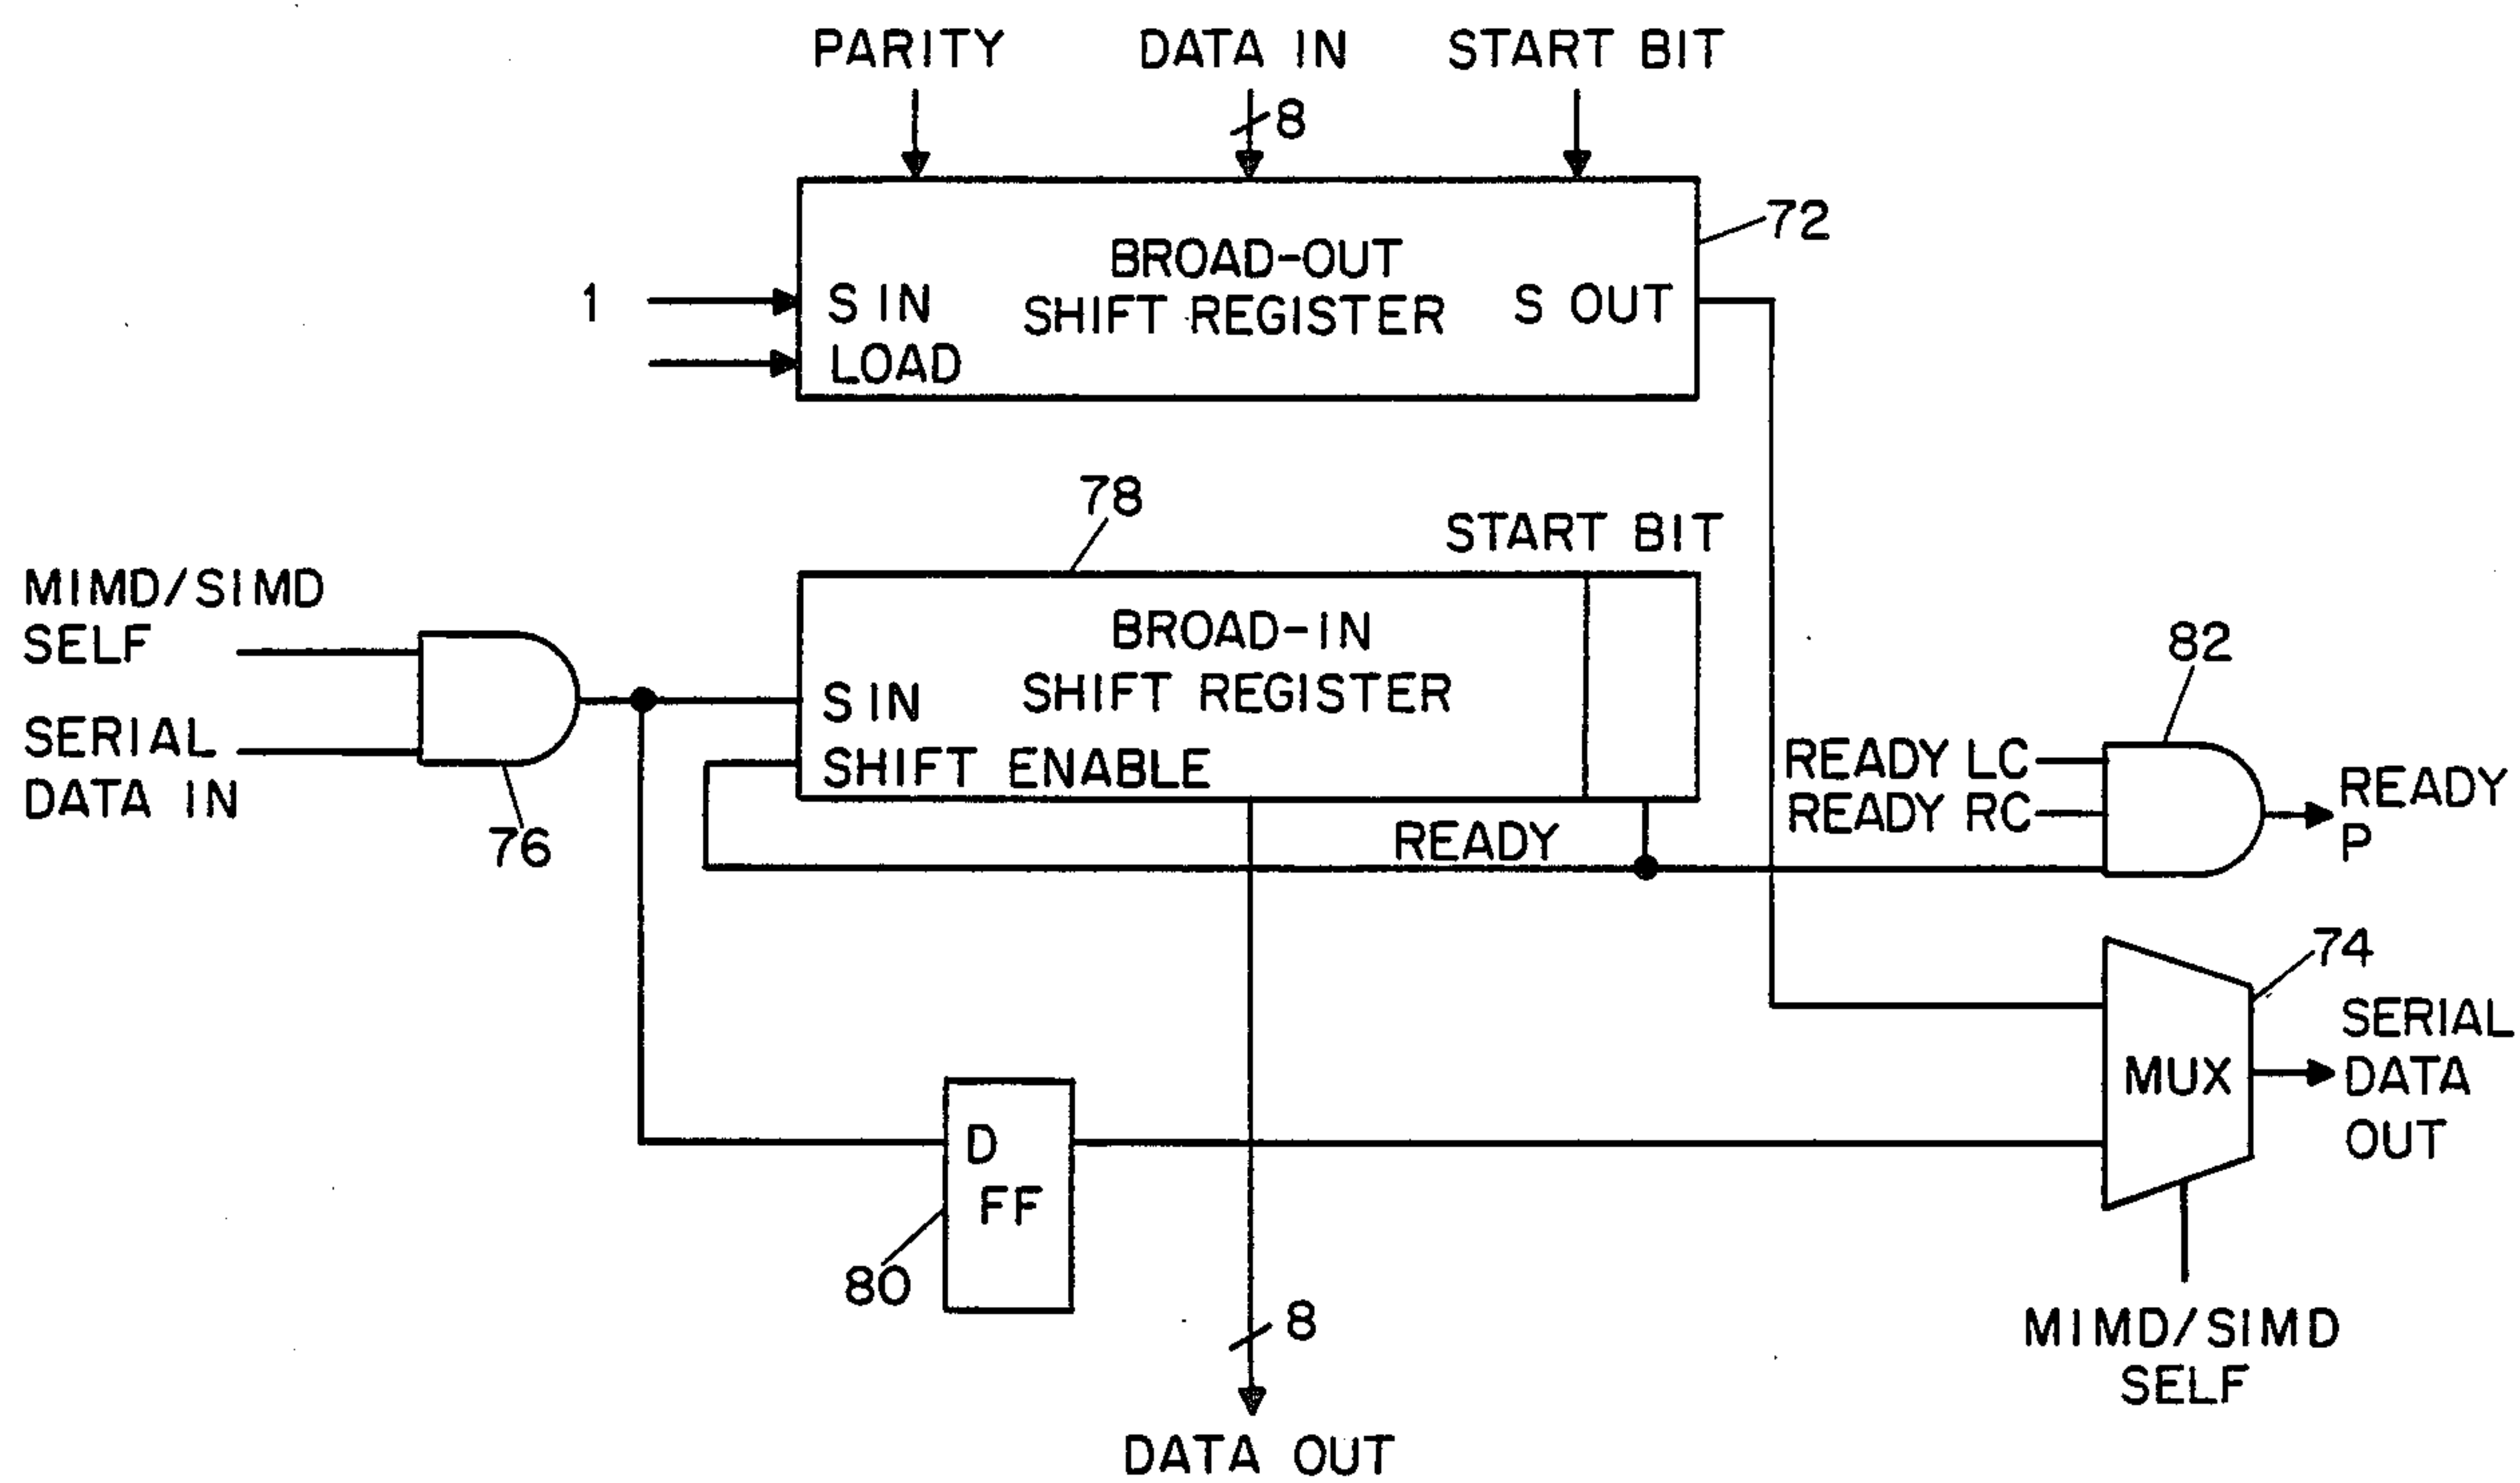 PARITY
DATA IN
START BIT
8
72
BROAD-OUT
SHIFT REGISTER
1
S IN
S OUT
LOAD
78
START BIT
MIMD/SIMD
SELF
BROAD-IN
SHIFT REGISTER
82
S IN
SERIAL
DATA IN
SHIFT ENABLE
READY LC
READY RC
READY
P
76
READY
74
SERIAL
DATA
OUT
MUX
D
FF
80
8
MIMD/SIMD
SELF
DATA OUT